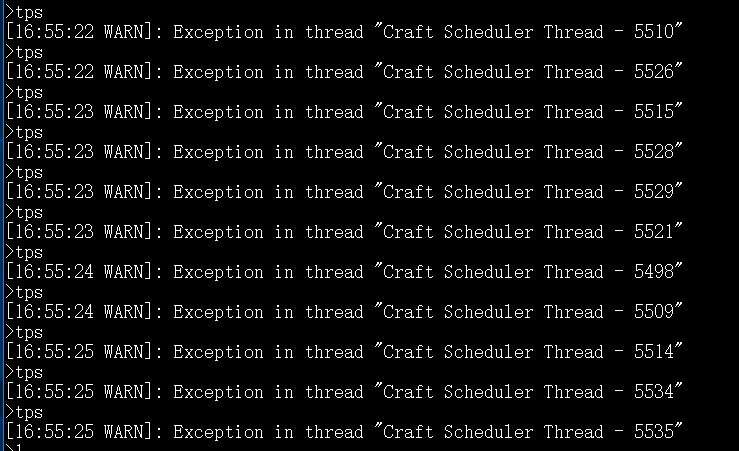 >tps
[16:55:22 WARN]: Exception in thread "Craft Scheduler Thread - 5510"
>tps
[16:55:22 WARN]: Exception in thread "Craft Scheduler Thread - 5526"
>tps
[16:55:23 WARN]: Exception in thread "Craft Scheduler Thread - 5515"
>tps
[16:55:23 WARN]: Exception in thread "Craft Scheduler Thread - 5528"
>tps
[16:55:23 WARN]: Exception in thread "Craft Scheduler Thread - 5529"
>tps
[16:55:23 WARN]: Exception in thread "Craft Scheduler Thread - 5521"
>tps
[16:55:24 WARN]: Exception in thread "Craft Scheduler Thread - 5498"
>tps
[16:55:24 WARN]: Exception in thread "Craft Scheduler Thread - 5509"
>tps
[16:55:25 WARN]: Exception in thread "Craft Scheduler Thread - 5514"
>tps
[16:55:25 WARN]: Exception in thread "Craft Scheduler Thread - 5534"
>tps
[16:55:25 WARN]: Exception in thread "Craft Scheduler Thread - 5535"